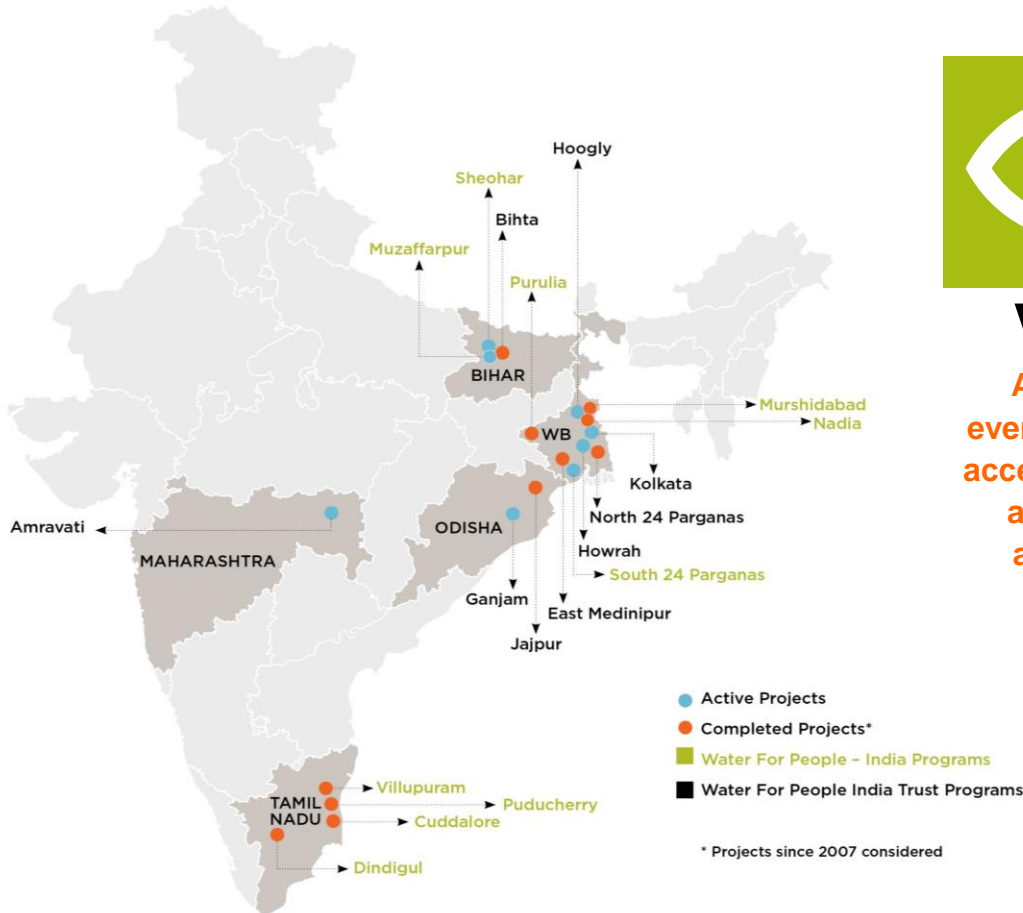 Hoogly
Sheohar
Bihta
Muzaffarpur
Purulia
BIHAR
Murshidabad
Nadia
WB
Kolkata
North 24 Parganas
Amravati
ODISHA
Howrah
MAHARASHTRA
South 24 Parganas
Ganjam
East Medinipur
Jajpur
Active Projects
Completed Projects*
Water For People – India Programs
Water For People India Trust Programs
* Projects since 2007 considered
Villupuram
TAMIL
NADU
Puducherry
Cuddalore
Dindigul